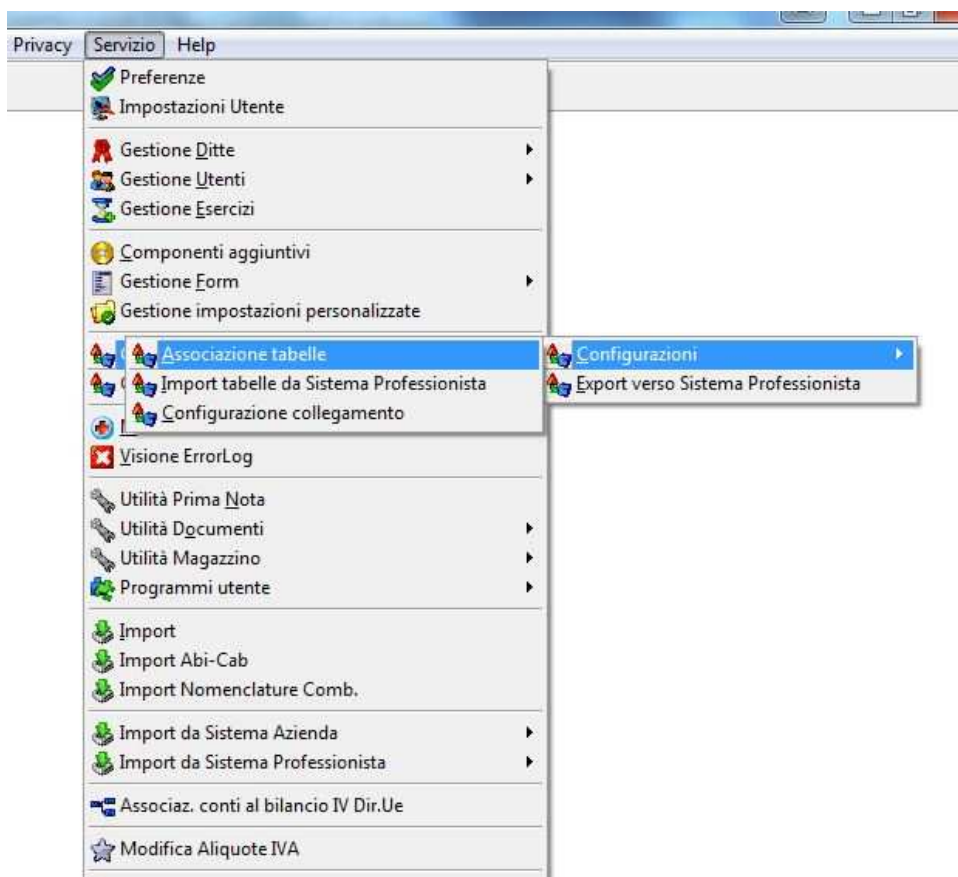 Privacy Servizio Help
Preferenze
Impostazioni Utente
Gestione Ditte
Gestione Utenti
Gestione Esercizi
Componenti aggiuntivi
Gestione Form
Gestione impostazioni personalizzate
Associazione tabelle
Configurazioni
Import tabelle da Sistema Professionista
Export verso Sistema Professionista
Configurazione collegamento
Visione ErrorLog
Utilità Prima Nota
Utilità Documenti
Utilità Magazzino
Programmi utente
Import
Import Abi-Cab
Import Nomenclature Comb.
Import da Sistema Azienda
Import da Sistema Professionista
Associaz. conti al bilancio IV Dir.Ue
Modifica Aliquote IVA